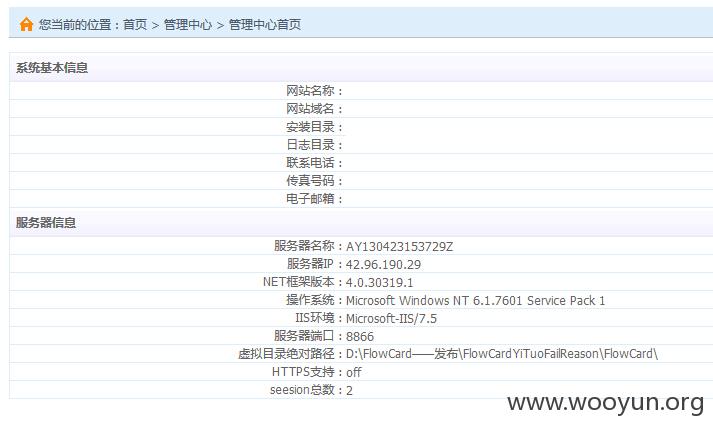 您当前的位置：首页 > 管理中心 > 管理中心首页
系统基本信息
网站名称：
网站域名：
安装目录：
日志目录：
联系电话：
传真号码：
电子邮箱：
服务器信息
服务器名称：AY130423153729Z
服务器IP：42.96.190.29
NET框架版本：4.0.30319.1
操作系统：Microsoft Windows NT 6.1.7601 Service Pack 1
IIS环境：Microsoft-IIS/7.5
服务器端口：8866
虚拟目录绝对路径：D:\FlowCard——发布\FlowCardYiTuoFailReason\FlowCard\
HTTPS支持：off
seesion总数：2
www.wooyun.org